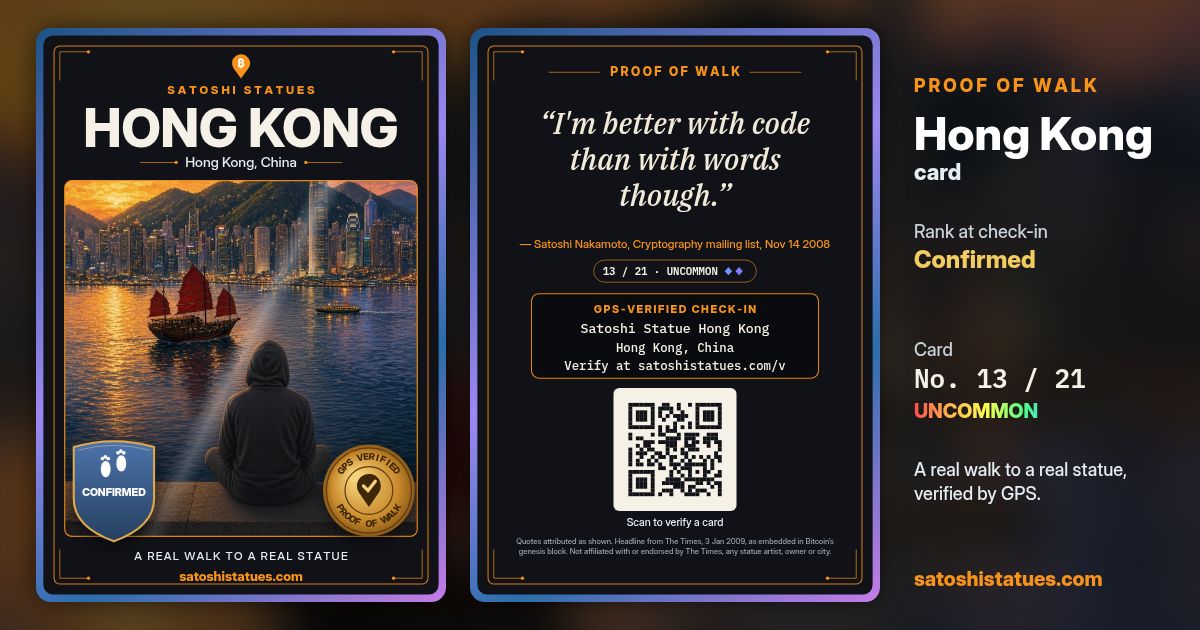 SATOSHI STATUES
HONG KONG
Hong Kong, China
CONFIRMED
GPS VERIFIED
PROOF OF WALK
A REAL WALK TO A REAL STATUE
satoshistatues.com
PROOF OF WALK
“I'm better with code
than with words
though.”
— Satoshi Nakamoto, Cryptography mailing list, Nov 14 2008
13 / 21 · UNCOMMON
GPS-VERIFIED CHECK-IN
Satoshi Statue Hong Kong
Hong Kong, China
Verify at satoshistatues.com/v
Scan to verify a card
Quotes attributed as shown. Headline from The Times, 3 Jan 2009, as embedded in Bitcoin's
genesis block. Not affiliated with or endorsed by The Times, any statue artist, owner or city.
PROOF OF WALK
Hong Kong
card
Rank at check-in
Confirmed
Card
No. 13 / 21
UNCOMMON
A real walk to a real statue,
verified by GPS.
satoshistatues.com